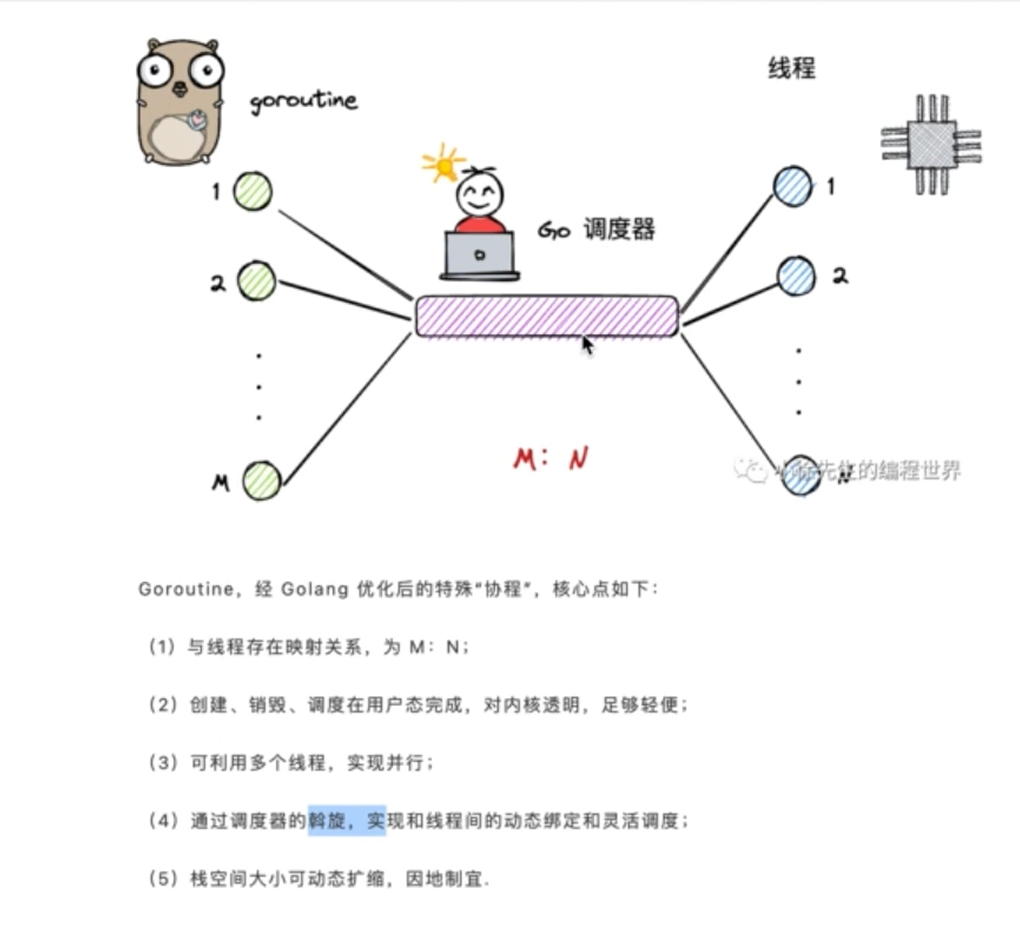 线程
goroutine
1
1
Go 调度器
2
2
M
M: N
小徐先生的编程世界
N
Goroutine，经 Golang 优化后的特殊“协程”，核心点如下：
（1）与线程存在映射关系，为 M：N；
（2）创建、销毁、调度在用户态完成，对内核透明，足够轻便；
（3）可利用多个线程，实现并行；
（4）通过调度器的斡旋，实现和线程间的动态绑定和灵活调度；
（5）栈空间大小可动态扩缩，因地制宜.